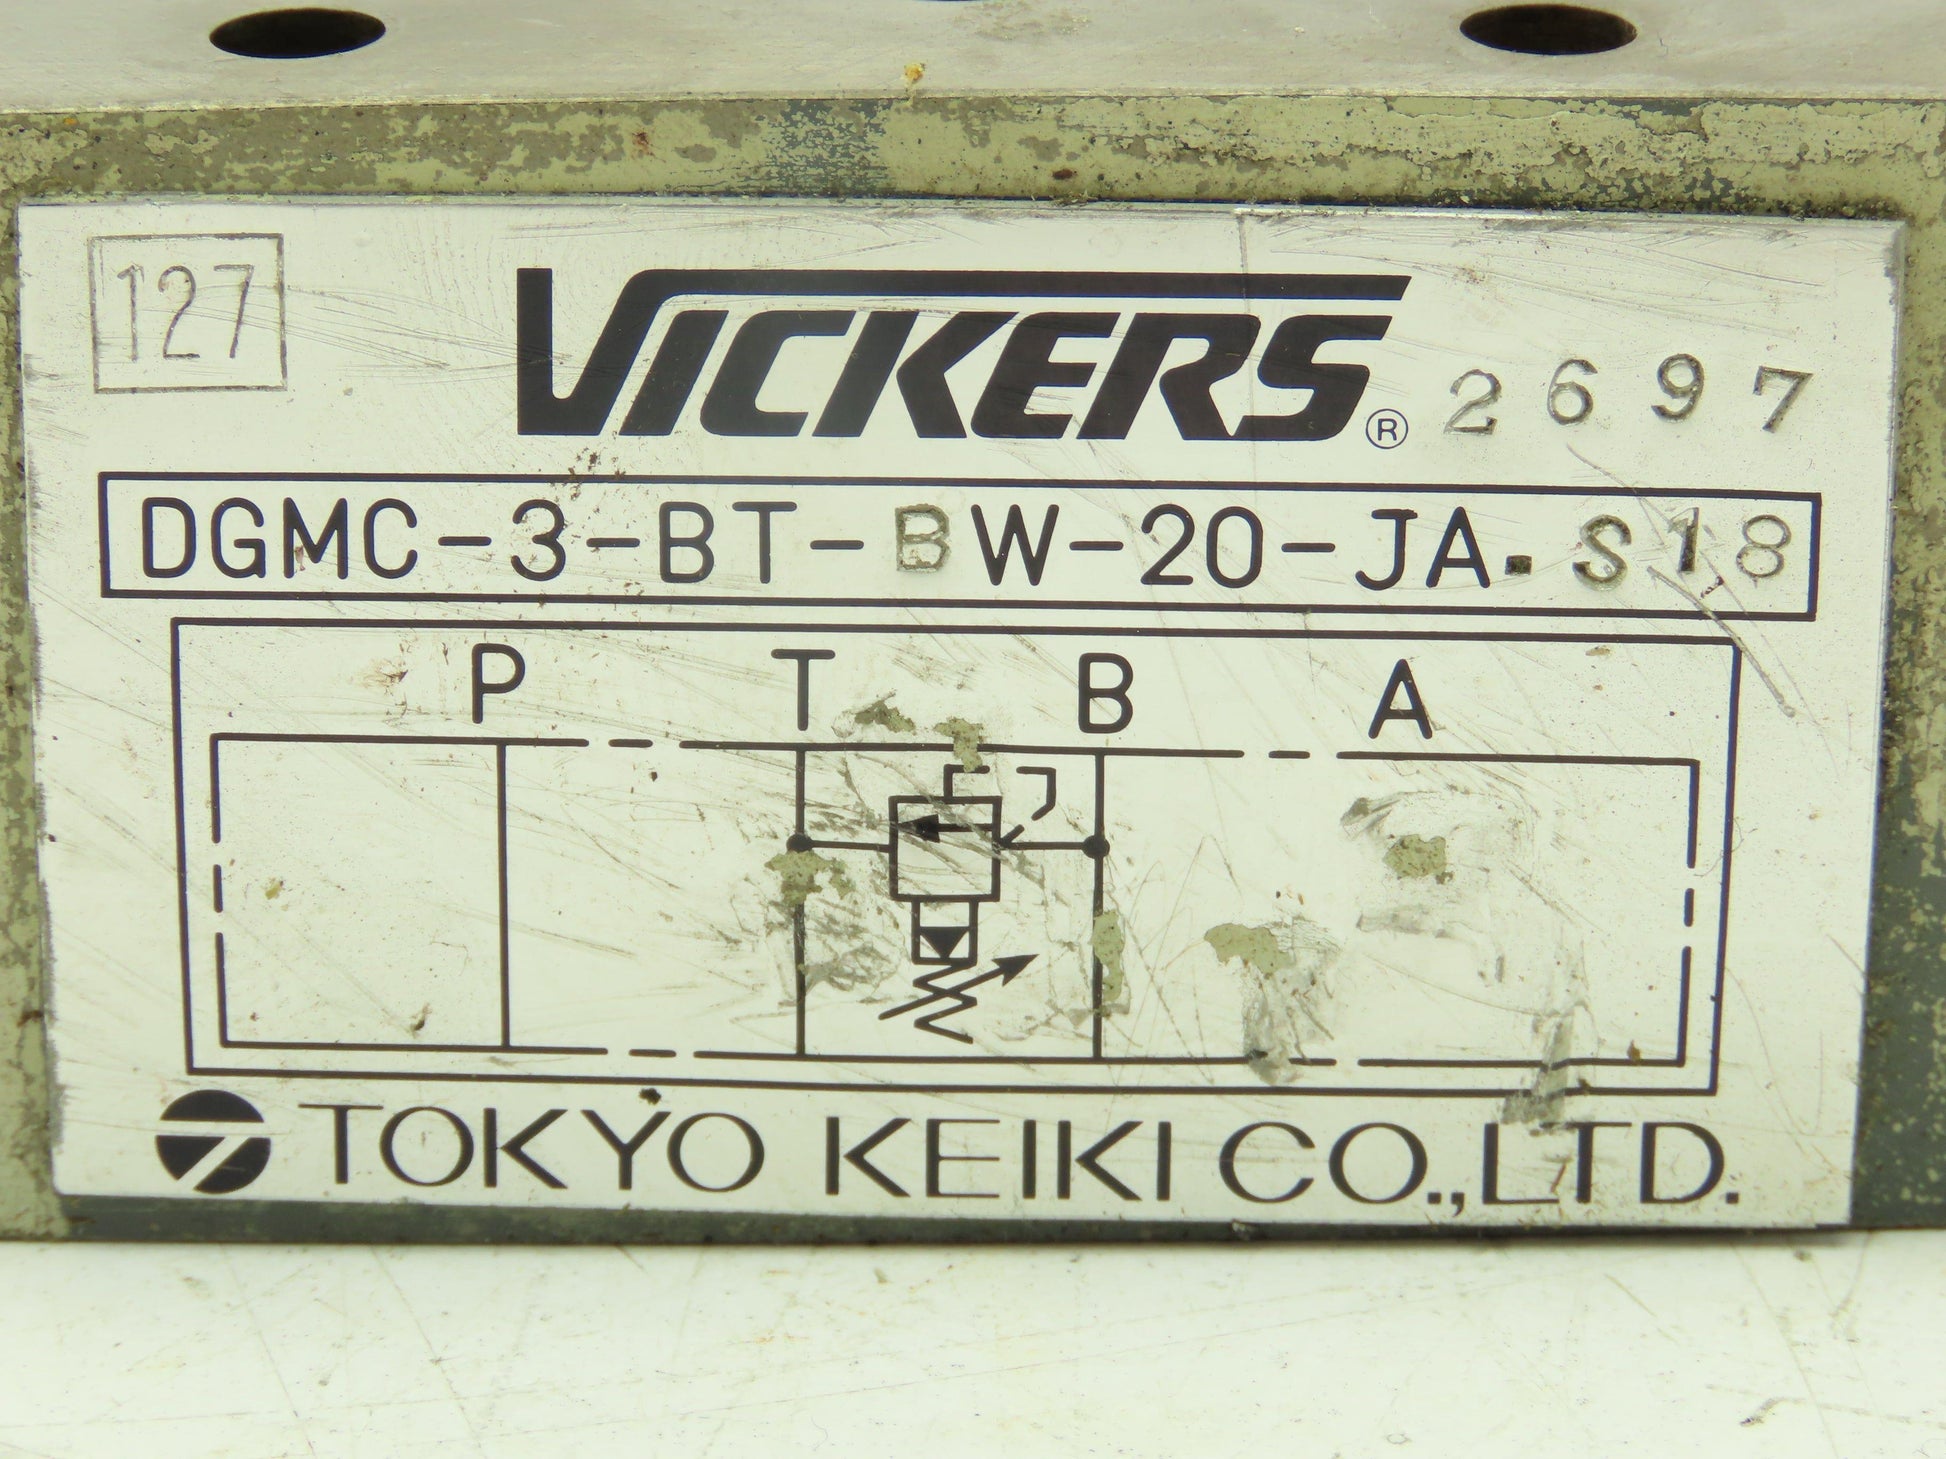 127
VICKERS® 2697
DGMC-3-BT-BW-20-JA.S18
P T B A
TOKYO KEIKI CO.,LTD.